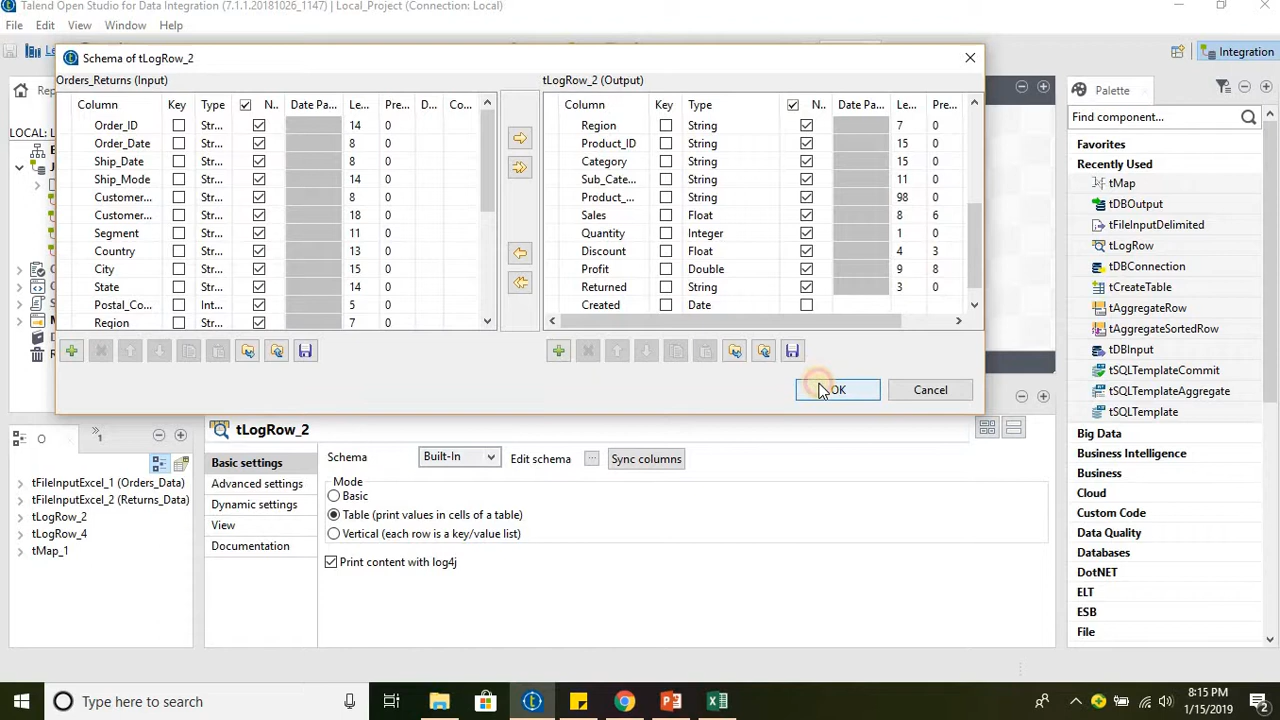 Talend Open Studio for Data Integration (7.1.1.20181026_1147) | Local_Project (Connection: Local)
File Edit View Window Help
Integration
Schema of tLogRow_2
Orders_Returns (Input)
tLogRow_2 (Output)
Column Key Type N.. Date Pa... Le... Pre... D... Co...
Order_ID Str... 14 0
Order_Date Str... 8 0
Ship_Date Str... 8 0
Ship_Mode Str... 14 0
Customer... Str... 8 0
Customer... Str... 18 0
Segment Str... 11 0
Country Str... 13 0
City Str... 15 0
State Str... 14 0
Postal_Co... Int... 5 0
Region Str... 7 0
Column Key Type N.. Date Pa... Le... Pre...
Region String 7 0
Product_ID String 15 0
Category String 15 0
Sub_Cate... String 11 0
Product_... String 98 0
Sales Float 8 6
Quantity Integer 1 0
Discount Float 4 3
Profit Double 9 8
Returned String 3 0
Created Date
OK
Cancel
LOCAL:
Palette
Find component...
Favorites
Recently Used
tMap
tDBOutput
tFileInputDelimited
tLogRow
tDBConnection
tCreateTable
tAggregateRow
tAggregateSortedRow
tDBInput
tSQLTemplateCommit
tSQLTemplateAggregate
tSQLTemplate
Big Data
Business Intelligence
Business
Cloud
Custom Code
Data Quality
Databases
DotNET
ELT
ESB
File
O
tFileInputExcel_1 (Orders_Data)
tFileInputExcel_2 (Returns_Data)
tLogRow_2
tLogRow_4
tMap_1
tLogRow_2
Basic settings
Advanced settings
Dynamic settings
View
Documentation
Schema Built-In Edit schema ... Sync columns
Mode
Basic
Table (print values in cells of a table)
Vertical (each row is a key/value list)
Print content with log4j
Type here to search
8:15 PM
1/15/2019
2